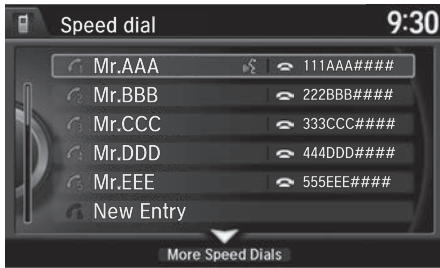 Speed dial 9:30
Mr.AAA 111AAA####
Mr.BBB 222BBB####
Mr.CCC 333CCC####
Mr.DDD 444DDD####
Mr.EEE 555EEE####
New Entry
More Speed Dials